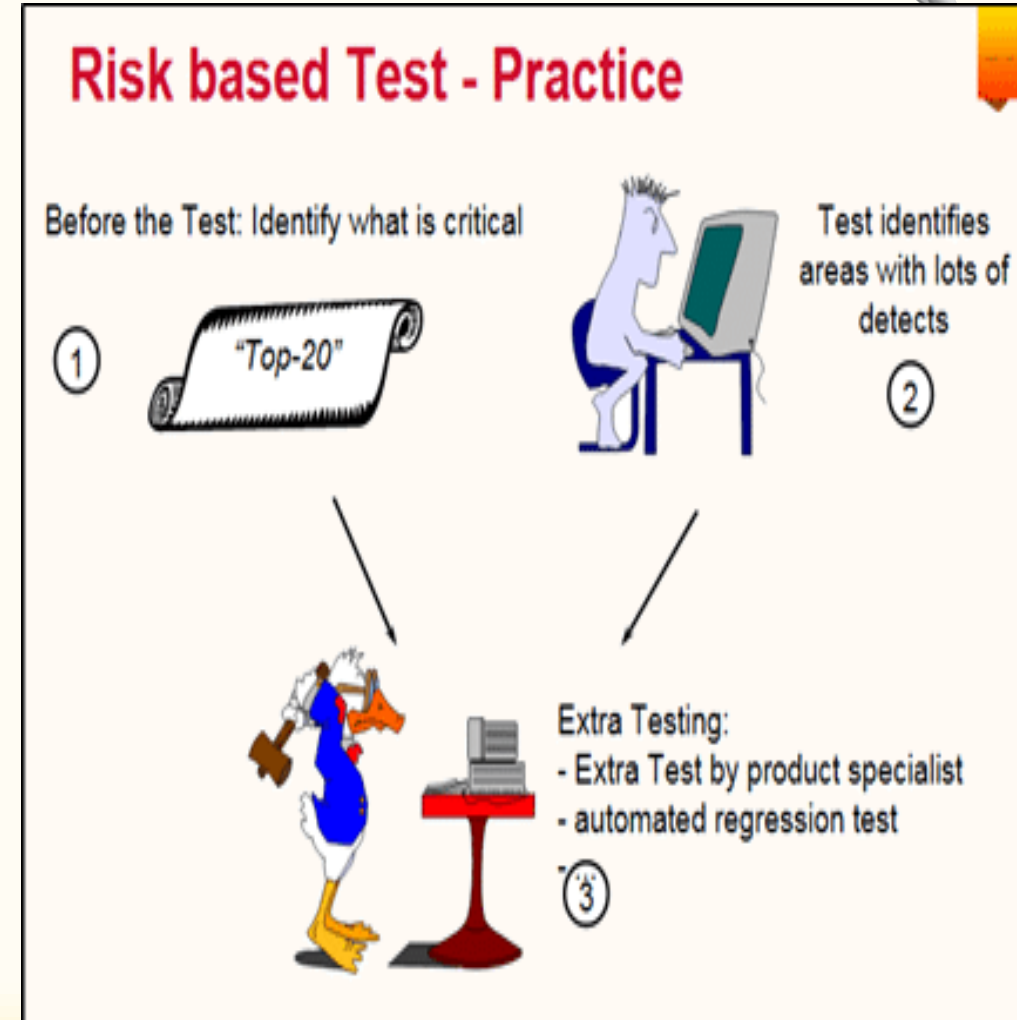 Risk based Test - Practice
Before the Test: Identify what is critical
1
“Top-20”
Test identifies
areas with lots of
detects
2
Extra Testing:
- Extra Test by product specialist
- automated regression test
-
3